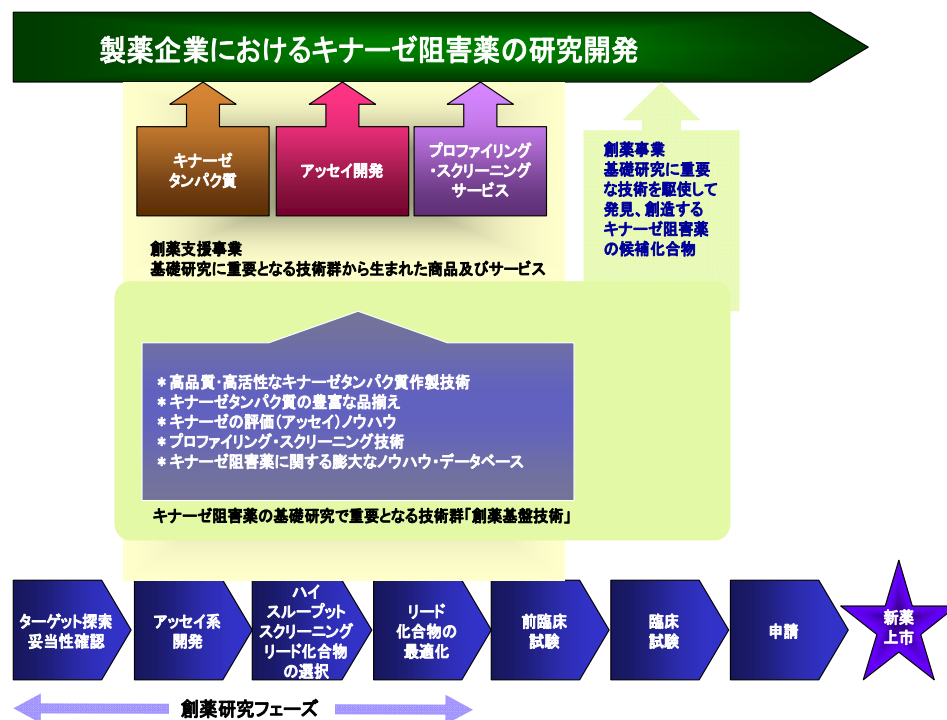 製薬企業におけるキナーゼ阻害薬の研究開発
キナーゼ
タンパク質
アッセイ開発
プロファイリング
・スクリーニング
サービス
創薬事業
基礎研究に重要
な技術を駆使して
発見、創造する
キナーゼ阻害薬
の候補化合物
創薬支援事業
基礎研究に重要となる技術群から生まれた商品及びサービス
＊高品質・高活性なキナーゼタンパク質作製技術
＊キナーゼタンパク質の豊富な品揃え
＊キナーゼの評価（アッセイ）ノウハウ
＊プロファイリング・スクリーニング技術
＊キナーゼ阻害薬に関する膨大なノウハウ・データベース
キナーゼ阻害薬の基礎研究で重要となる技術群「創薬基盤技術」
ターゲット探索
妥当性確認
アッセイ系
開発
ハイ
スループット
スクリーニング
リード化合物
の選択
リード
化合物の
最適化
前臨床
試験
臨床
試験
申請
新薬
上市
創薬研究フェーズ